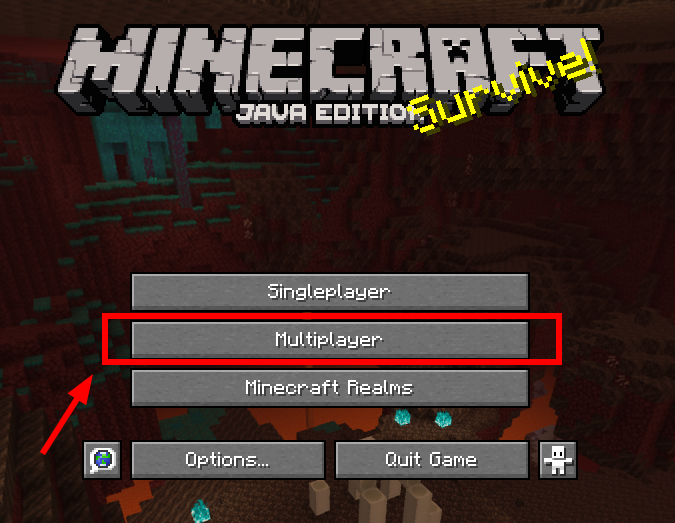 MINECRAFT
JAVA EDITION
Survive!
Singleplayer
Multiplayer
Minecraft Realms
Options...
Quit Game